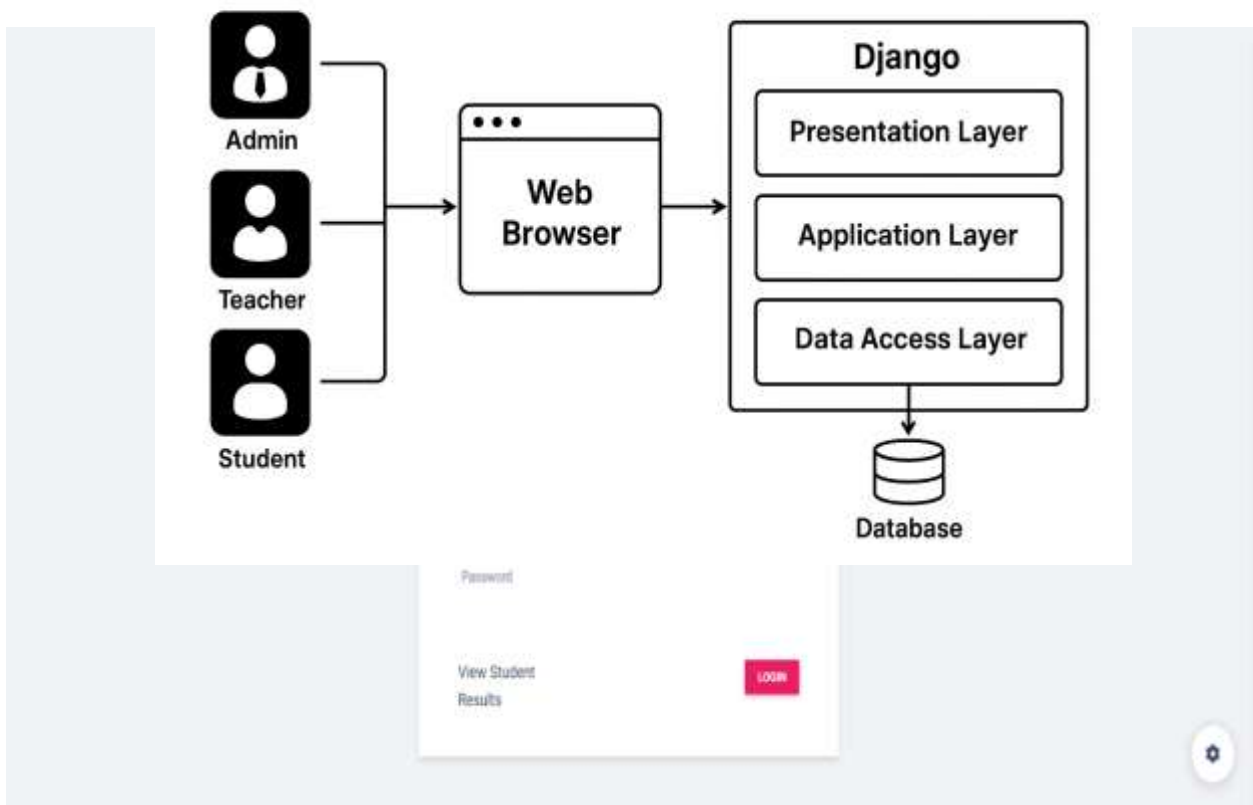 Admin
Teacher
Student
Web
Browser
Django
Presentation Layer
Application Layer
Data Access Layer
Database
Password
View Student
Results
LOGIN